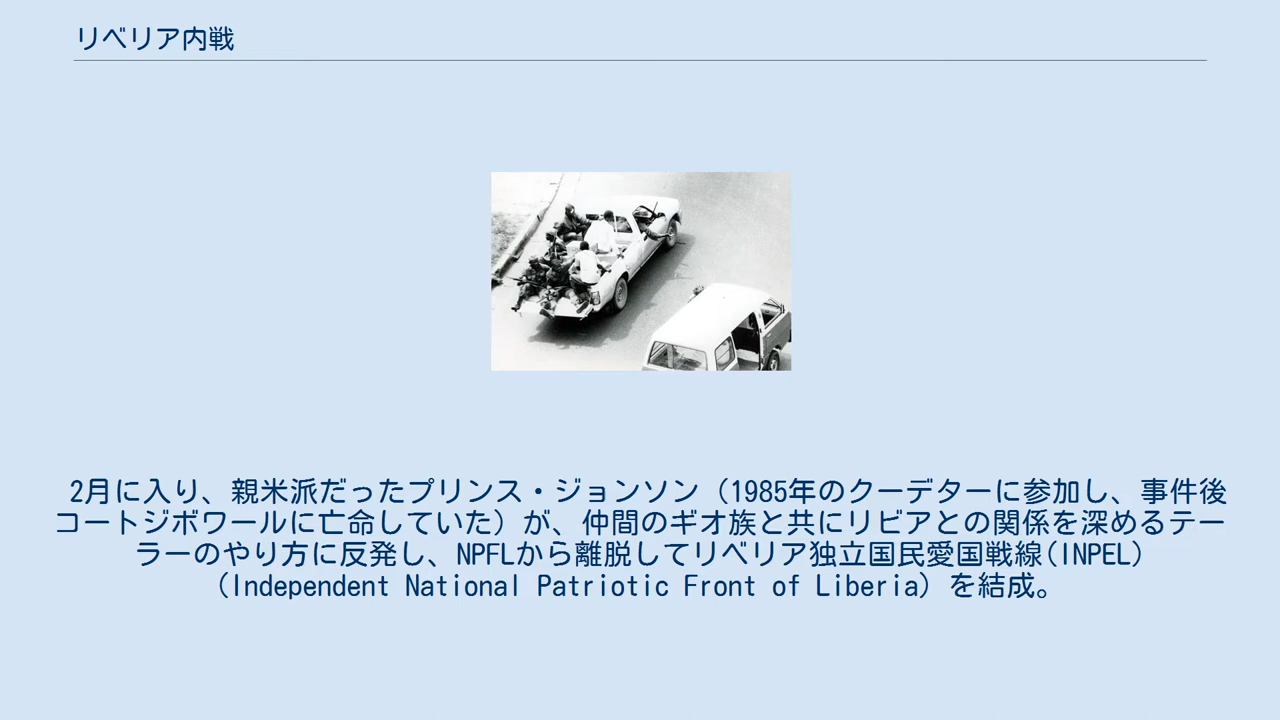 リベリア内戦
2月に入り、親米派だったプリンス・ジョンソン（1985年のクーデターに参加し、事件後
コートジボワールに亡命していた）が、仲間のギオ族と共にリビアとの関係を深めるテー
ラーのやり方に反発し、NPFLから離脱してリベリア独立国民愛国戦線(INPEL)
（Independent National Patriotic Front of Liberia）を結成。